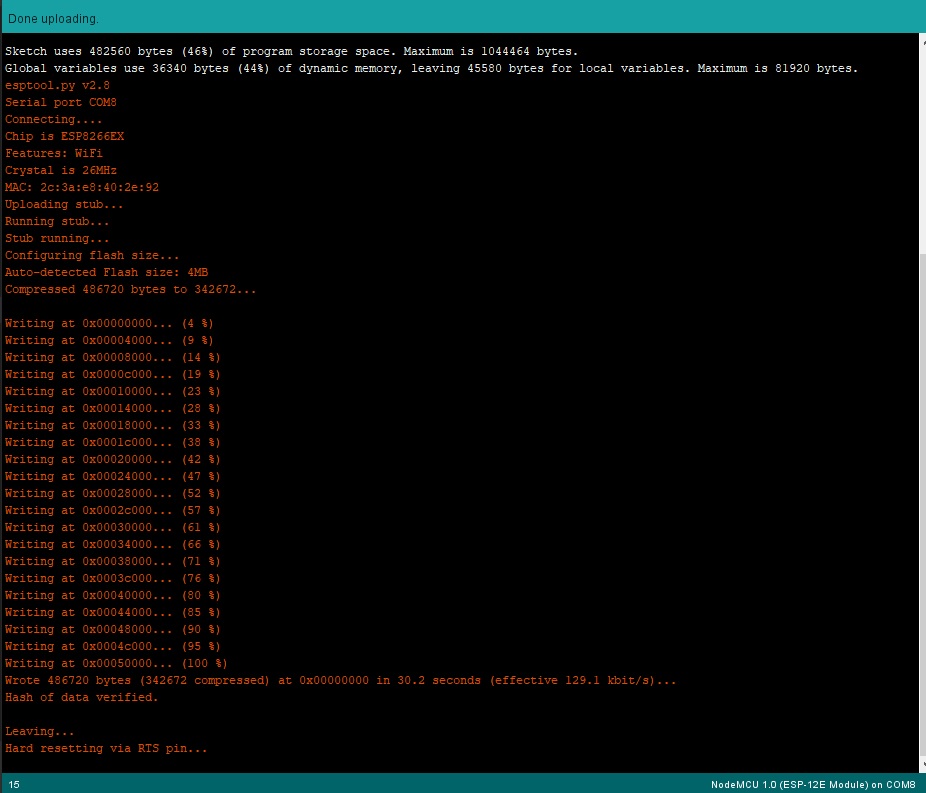 Done uploading.
Sketch uses 482560 bytes (46%) of program storage space. Maximum is 1044464 bytes.
Global variables use 36340 bytes (44%) of dynamic memory, leaving 45580 bytes for local variables. Maximum is 81920 bytes.
esptool.py v2.8
Serial port COM8
Connecting....
Chip is ESP8266EX
Features: WiFi
Crystal is 26MHz
MAC: 2c:3a:e8:40:2e:92
Uploading stub...
Running stub...
Stub running...
Configuring flash size...
Auto-detected Flash size: 4MB
Compressed 486720 bytes to 342672...
Writing at 0x00000000... (4 %)
Writing at 0x00004000... (9 %)
Writing at 0x00008000... (14 %)
Writing at 0x0000c000... (19 %)
Writing at 0x00010000... (23 %)
Writing at 0x00014000... (28 %)
Writing at 0x00018000... (33 %)
Writing at 0x0001c000... (38 %)
Writing at 0x00020000... (42 %)
Writing at 0x00024000... (47 %)
Writing at 0x00028000... (52 %)
Writing at 0x0002c000... (57 %)
Writing at 0x00030000... (61 %)
Writing at 0x00034000... (66 %)
Writing at 0x00038000... (71 %)
Writing at 0x0003c000... (76 %)
Writing at 0x00040000... (80 %)
Writing at 0x00044000... (85 %)
Writing at 0x00048000... (90 %)
Writing at 0x0004c000... (95 %)
Writing at 0x00050000... (100 %)
Wrote 486720 bytes (342672 compressed) at 0x00000000 in 30.2 seconds (effective 129.1 kbit/s)...
Hash of data verified.
Leaving...
Hard resetting via RTS pin...
15
NodeMCU 1.0 (ESP-12E Module) on COM8